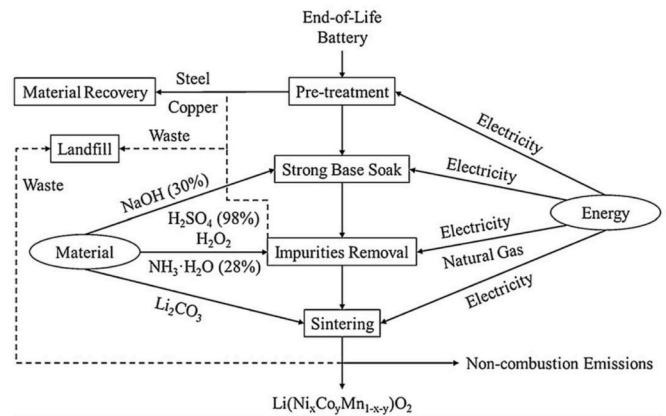 End-of-Life
Battery
Steel
Material Recovery
Pre-treatment
Copper
Electricity
Waste
Landfill
Waste
Strong Base Soak
Electricity
NaOH (30%)
H₂SO₄ (98%)
H₂O₂
Energy
Material
Impurities Removal
Electricity
NH₃·H₂O (28%)
Natural Gas
Li₂CO₃
Electricity
Sintering
Non-combustion Emissions
Li(NiₓCoᵧMn₁₋ₓ₋ᵧ)O₂